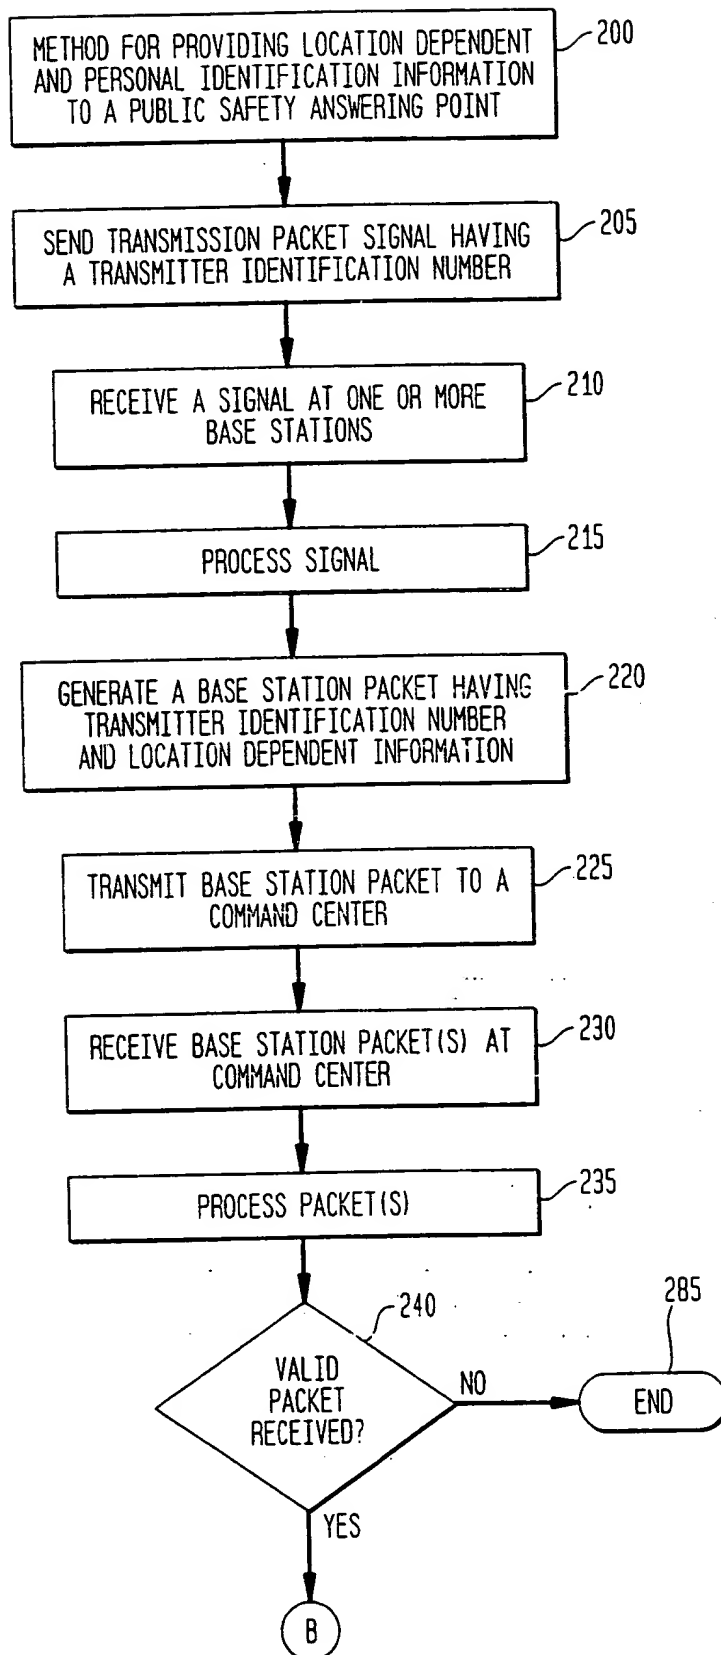 METHOD FOR PROVIDING LOCATION DEPENDENT
AND PERSONAL IDENTIFICATION INFORMATION
TO A PUBLIC SAFETY ANSWERING POINT
200
SEND TRANSMISSION PACKET SIGNAL HAVING
A TRANSMITTER IDENTIFICATION NUMBER
205
RECEIVE A SIGNAL AT ONE OR MORE
BASE STATIONS
210
PROCESS SIGNAL
215
GENERATE A BASE STATION PACKET HAVING
TRANSMITTER IDENTIFICATION NUMBER
AND LOCATION DEPENDENT INFORMATION
220
TRANSMIT BASE STATION PACKET TO A
COMMAND CENTER
225
RECEIVE BASE STATION PACKET(S) AT
COMMAND CENTER
230
PROCESS PACKET(S)
235
240
VALID
PACKET
RECEIVED?
NO
285
END
YES
B